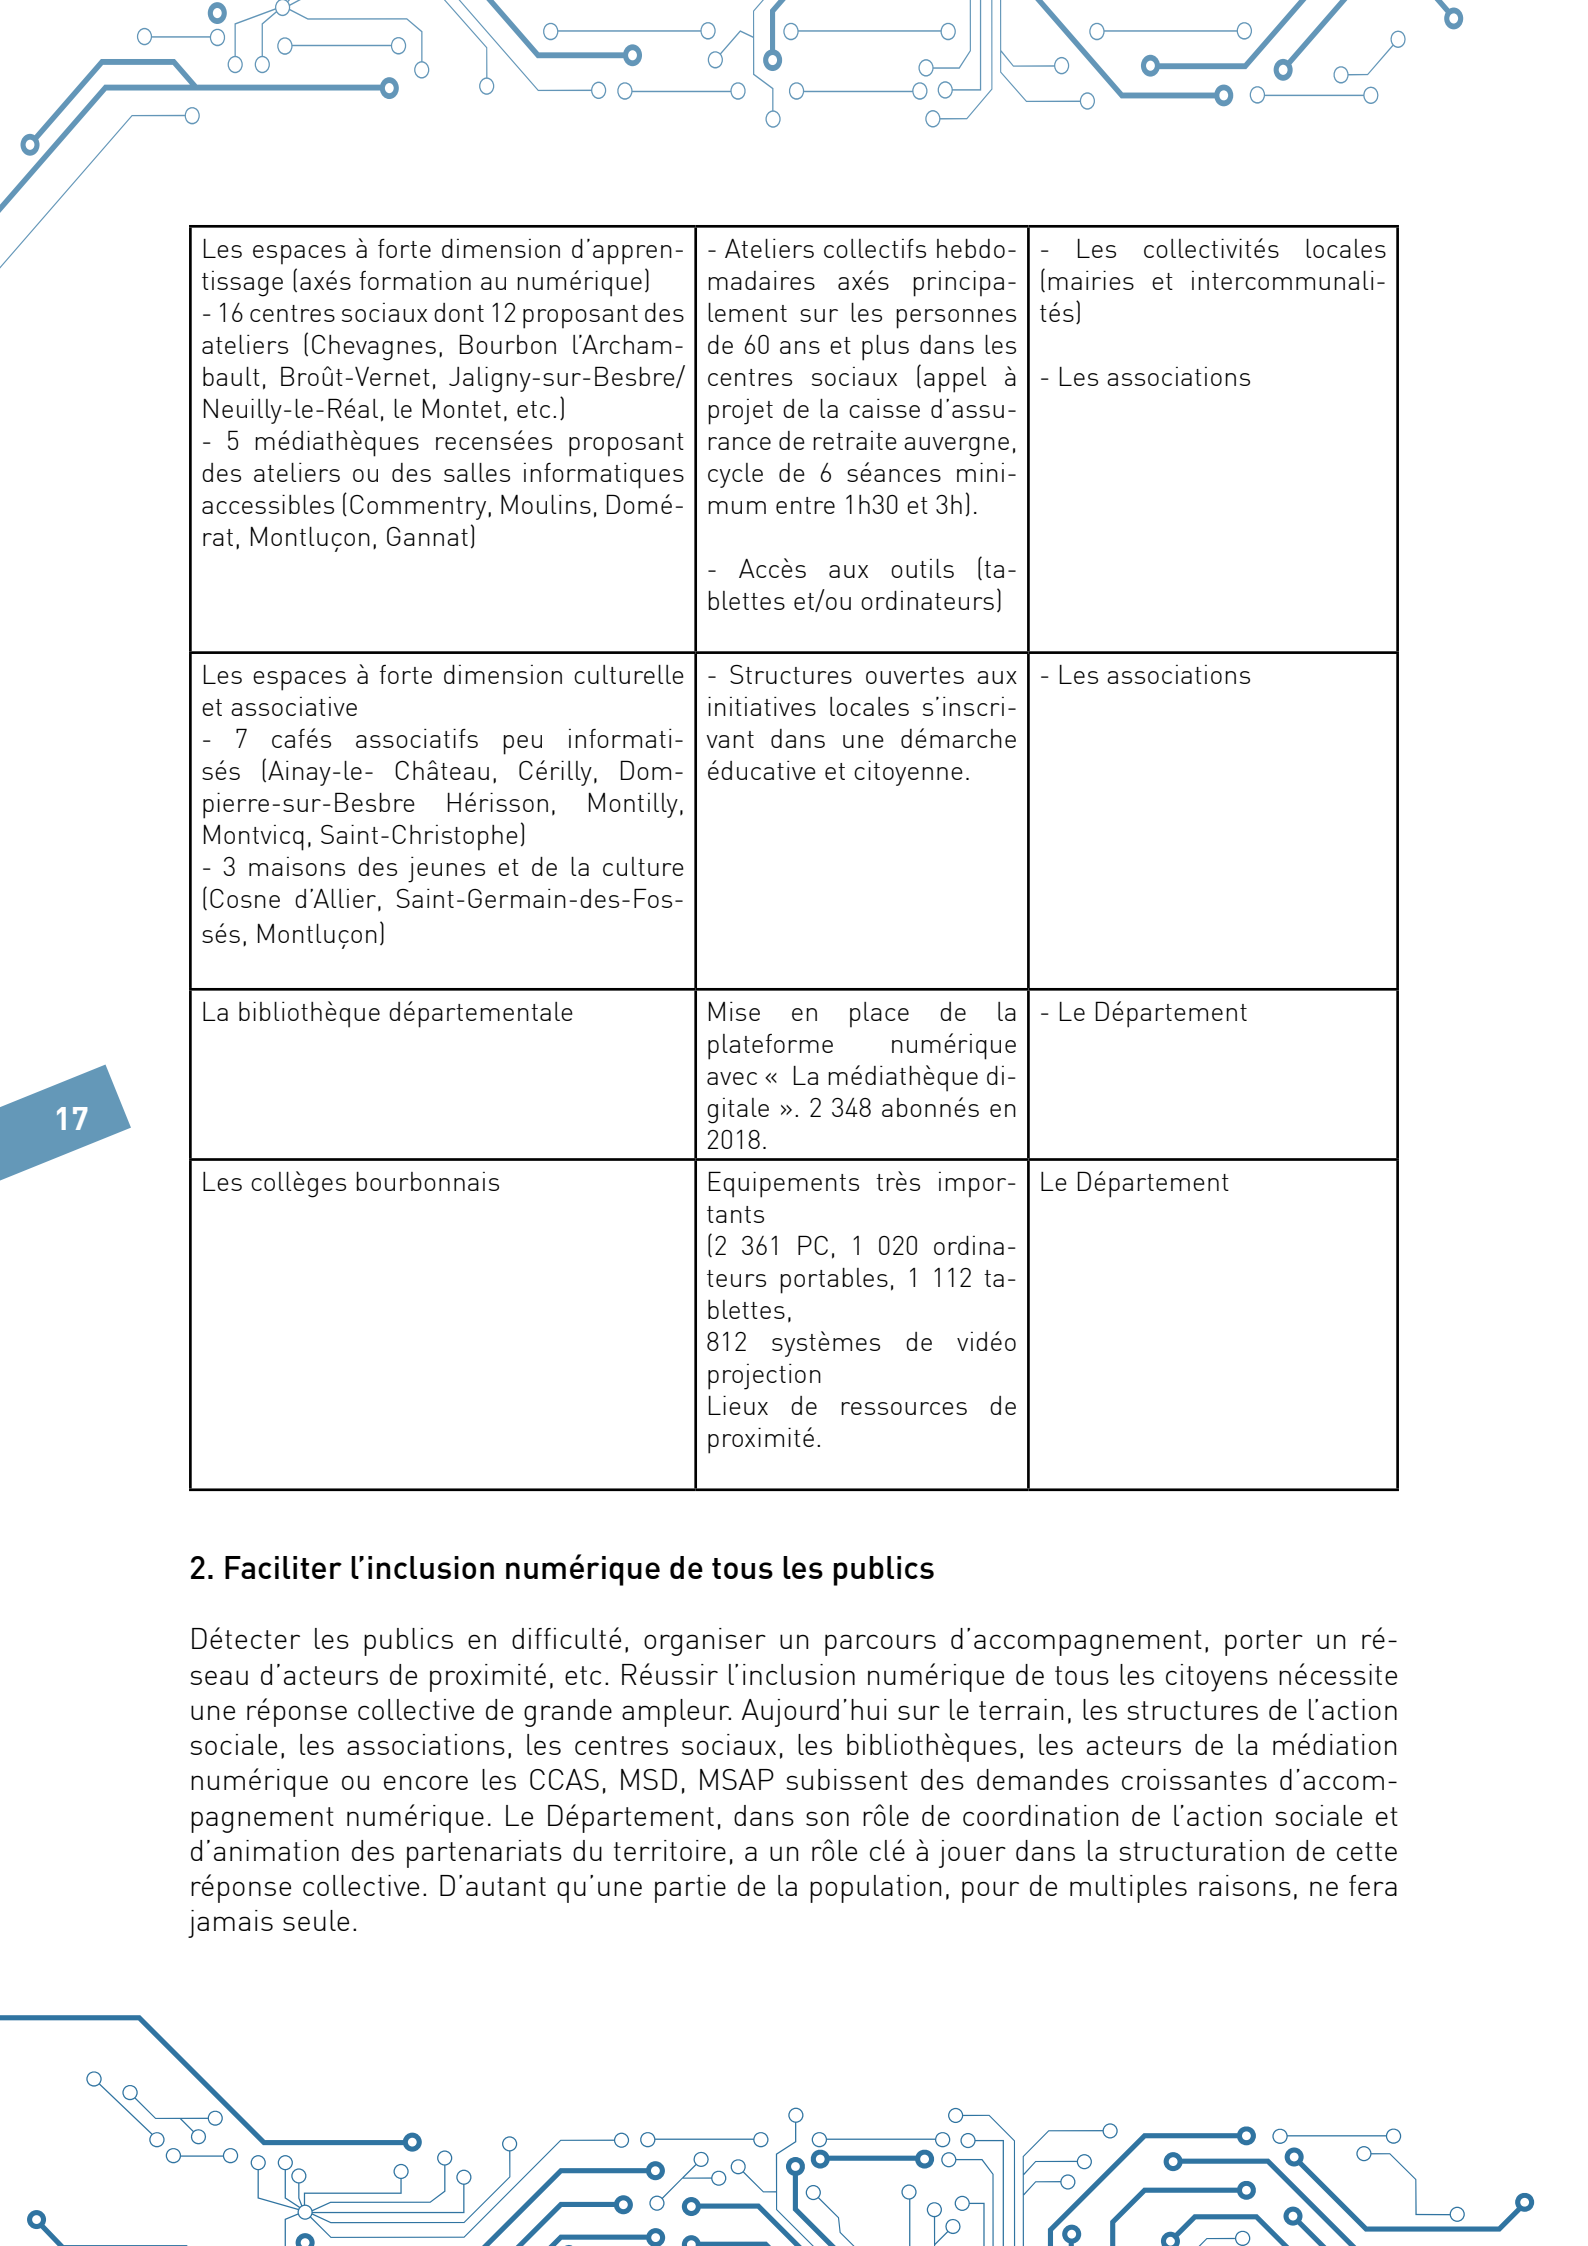 Les espaces à forte dimension d’appren-
tissage (axés formation au numérique)
- 16 centres sociaux dont 12 proposant des
ateliers (Chevagnes, Bourbon l’Archam-
bault, Broût-Vernet, Jaligny-sur-Besbre/
Neuilly-le-Réal, le Montet, etc.)
- 5 médiathèques recensées proposant
des ateliers ou des salles informatiques
accessibles (Commentry, Moulins, Domé-
rat, Montluçon, Gannat)
- Ateliers collectifs hebdo-
madaires axés principa-
lement sur les personnes
de 60 ans et plus dans les
centres sociaux (appel à
projet de la caisse d’assu-
rance de retraite auvergne,
cycle de 6 séances mini-
mum entre 1h30 et 3h).
- Accès aux outils (ta-
blettes et/ou ordinateurs)
- Les collectivités locales
(mairies et intercommunali-
tés)
- Les associations
Les espaces à forte dimension culturelle
et associative
- 7 cafés associatifs peu informati-
sés (Ainay-le- Château, Cérilly, Dom-
pierre-sur-Besbre Hérisson, Montilly,
Montvicq, Saint-Christophe)
- 3 maisons des jeunes et de la culture
(Cosne d’Allier, Saint-Germain-des-Fos-
sés, Montluçon)
- Structures ouvertes aux
initiatives locales s’inscri-
vant dans une démarche
éducative et citoyenne.
- Les associations
La bibliothèque départementale
Mise en place de la
plateforme numérique
avec « La médiathèque di-
gitale ». 2 348 abonnés en
2018.
- Le Département
Les collèges bourbonnais
Equipements très impor-
tants
(2 361 PC, 1 020 ordina-
teurs portables, 1 112 ta-
blettes,
812 systèmes de vidéo
projection
Lieux de ressources de
proximité.
Le Département
17
2. Faciliter l’inclusion numérique de tous les publics
Détecter les publics en difficulté, organiser un parcours d’accompagnement, porter un ré-
seau d’acteurs de proximité, etc. Réussir l’inclusion numérique de tous les citoyens nécessite
une réponse collective de grande ampleur. Aujourd’hui sur le terrain, les structures de l’action
sociale, les associations, les centres sociaux, les bibliothèques, les acteurs de la médiation
numérique ou encore les CCAS, MSD, MSAP subissent des demandes croissantes d’accom-
pagnement numérique. Le Département, dans son rôle de coordination de l’action sociale et
d’animation des partenariats du territoire, a un rôle clé à jouer dans la structuration de cette
réponse collective. D’autant qu’une partie de la population, pour de multiples raisons, ne fera
jamais seule.